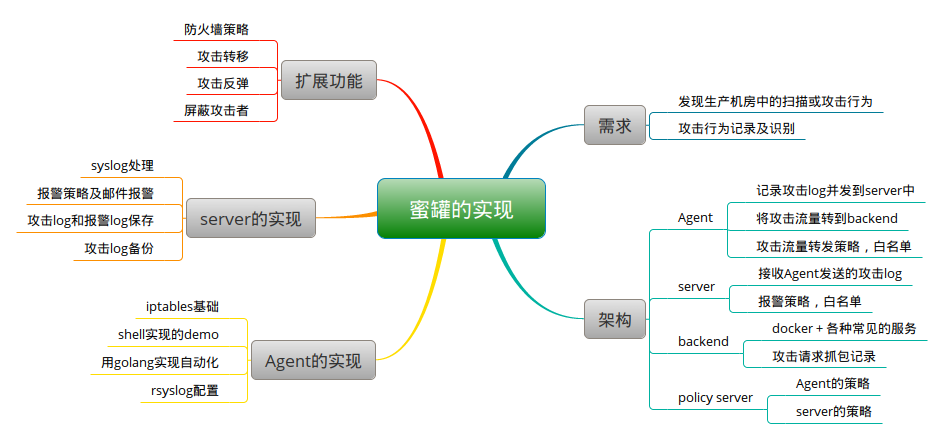 蜜罐的实现
需求
发现生产机房中的扫描或攻击行为
攻击行为记录及识别
架构
Agent
记录攻击log并发到server中
将攻击流量转到backend
攻击流量转发策略，白名单
server
接收Agent发送的攻击log
报警策略，白名单
backend
docker + 各种常见的服务
攻击请求抓包记录
policy server
Agent的策略
server的策略
扩展功能
防火墙策略
攻击转移
攻击反弹
屏蔽攻击者
server的实现
syslog处理
报警策略及邮件报警
攻击log和报警log保存
攻击log备份
Agent的实现
iptables基础
shell实现的demo
用golang实现自动化
rsyslog配置